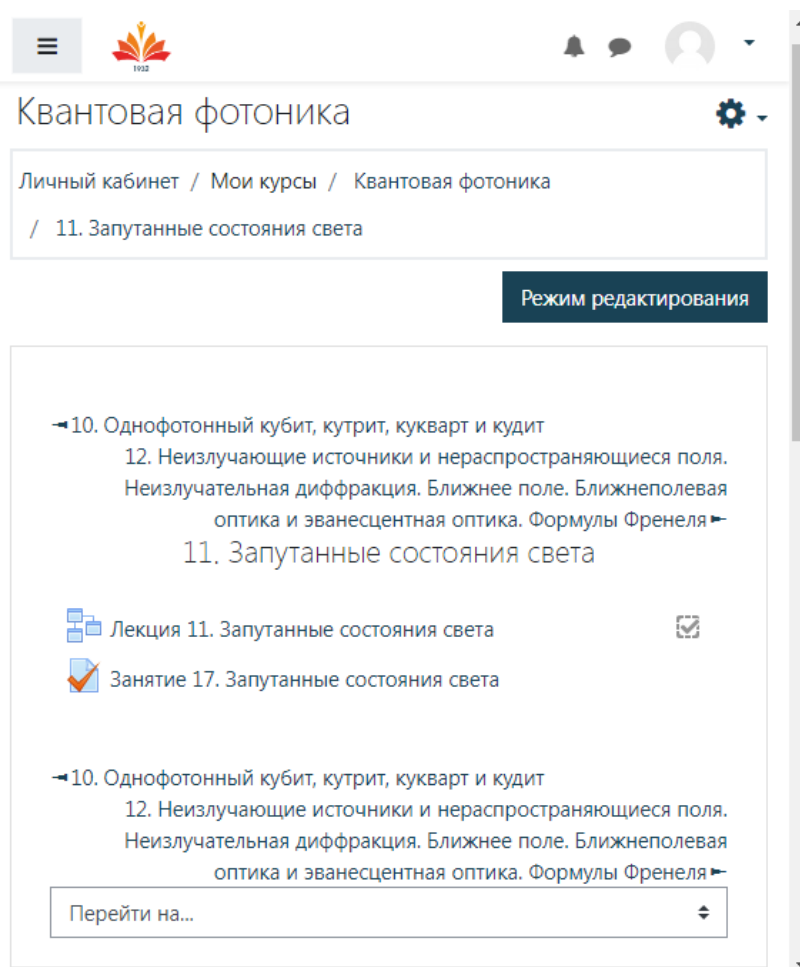 1932
Квантовая фотоника
Личный кабинет / Мои курсы / Квантовая фотоника
/ 11. Запутанные состояния света
Режим редактирования
10. Однофотонный кубит, кутрит, кукварт и кудит
12. Неизлучающие источники и нераспространяющиеся поля.
Неизлучательная диффракция. Ближнее поле. Ближнеполевая
оптика и эванесцентная оптика. Формулы Френеля
11. Запутанные состояния света
Лекция 11. Запутанные состояния света
Занятие 17. Запутанные состояния света
10. Однофотонный кубит, кутрит, кукварт и кудит
12. Неизлучающие источники и нераспространяющиеся поля.
Неизлучательная диффракция. Ближнее поле. Ближнеполевая
оптика и эванесцентная оптика. Формулы Френеля
Перейти на...